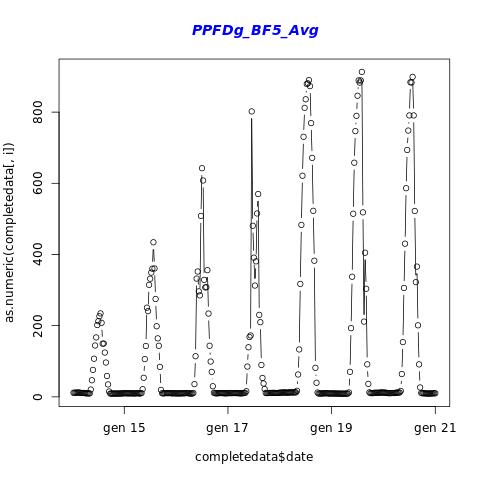 PPFDg_BF5_Avg
as.numeric(completedata[, i])
800
600
400
200
0
gen 15 gen 17 gen 19 gen 21
completedata$date